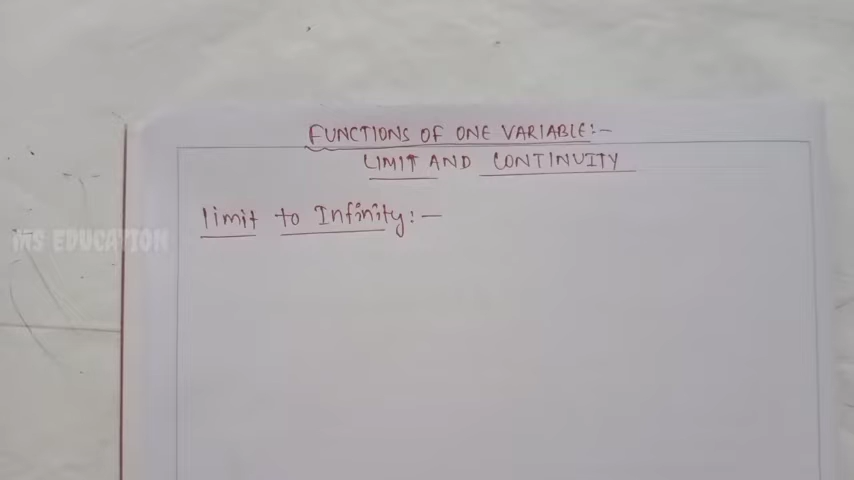 FUNCTIONS OF ONE VARIABLE:-
LIMIT AND CONTINUITY
limit to Infinity:-
MS EDUCATION